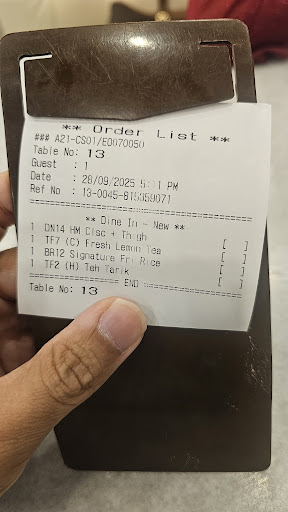 ** Order List **
### A21-CS01/E0070050
Table No: 13
Guest : 1
Date : 28/09/2025 5:11 PM
Ref No : 13-0045-815359071
** Dine In - New **
1 DN14 HM Clsc + Thigh [ ]
1 TF7 (C) Fresh Lemon Tea [ ]
1 BR12 Signature Fri Rice [ ]
1 TF2 (H) Teh Tarik [ ]
END
Table No: 13